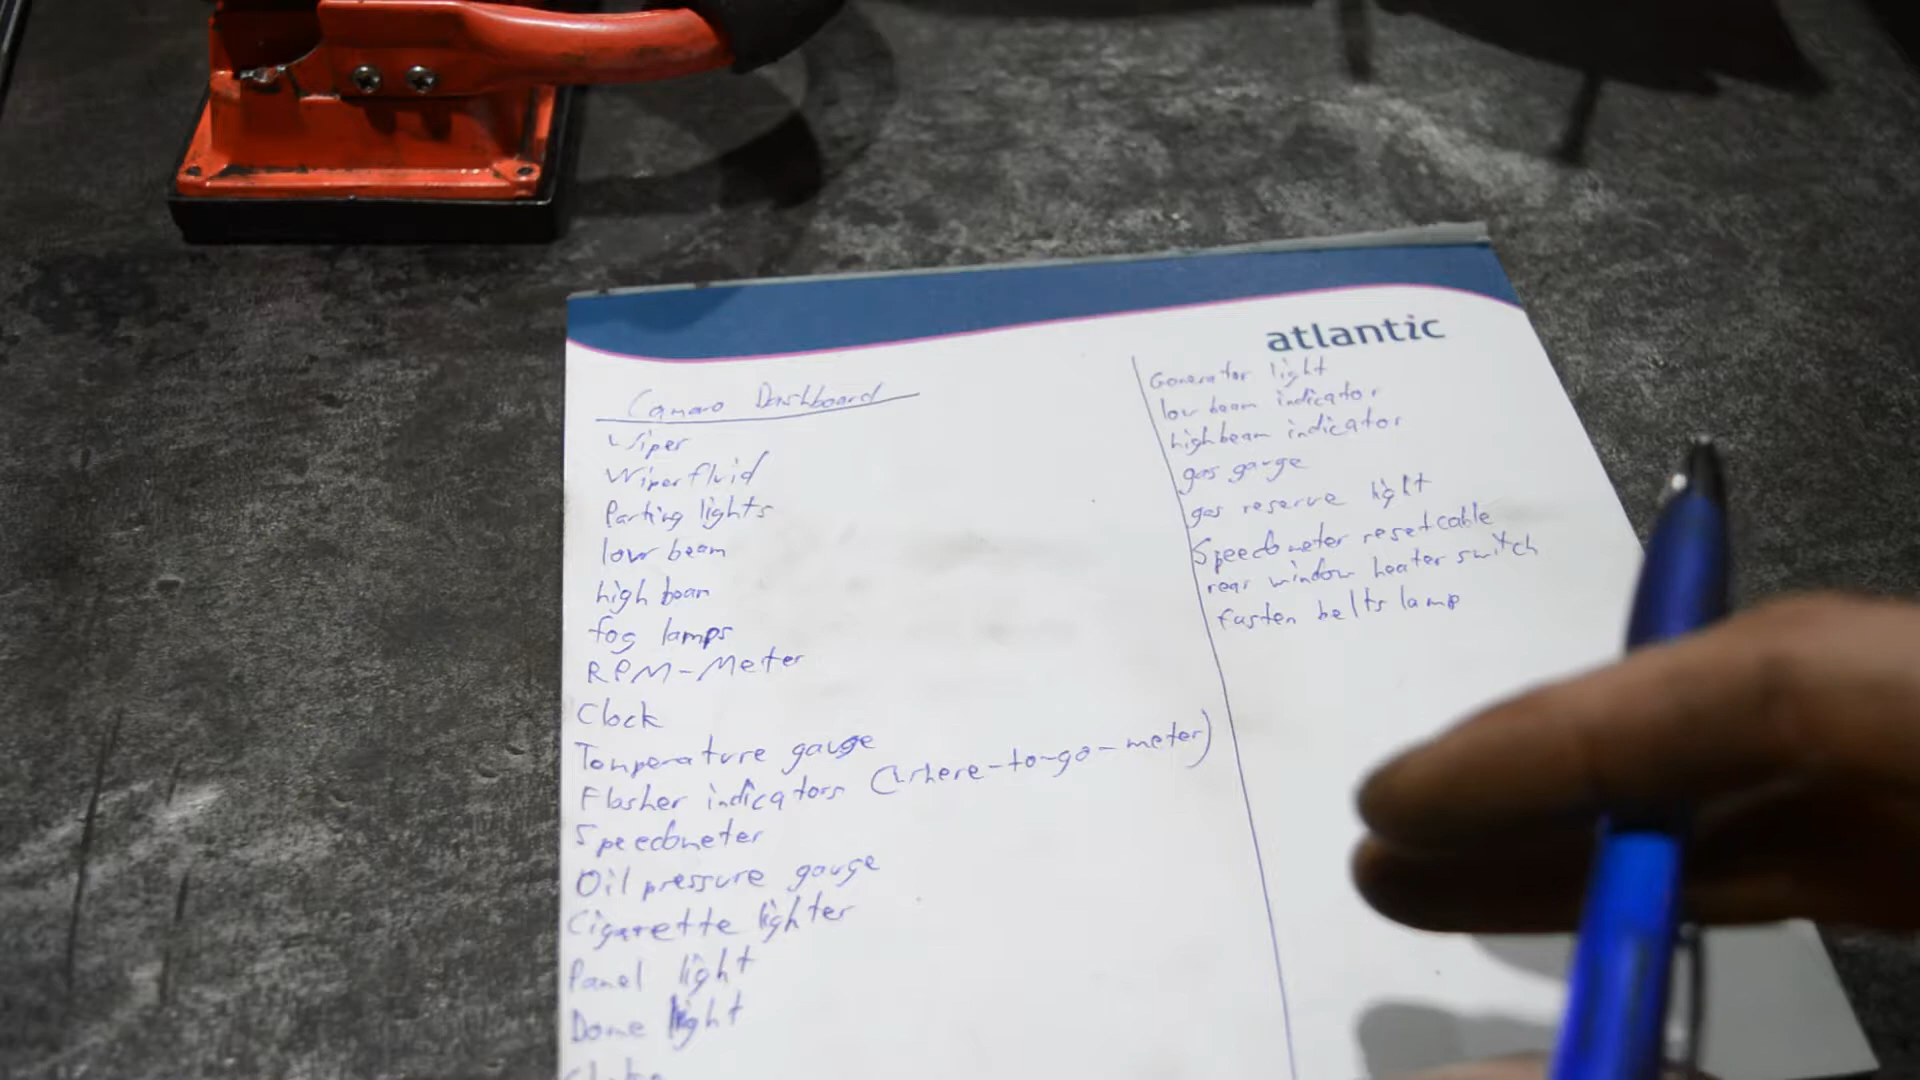 atlantic
Camaro Dashboard
Wiper
Wiperfluid
Parking lights
low beam
high beam
fog lamps
RPM-Meter
Clock
Temperature gauge
Flasher indicators (where-to-go-meter)
Speedometer
Oil pressure gauge
Cigarette lighter
Panel light
Dome light
Generator light
low beam indicator
highbeam indicator
gas gauge
gas reserve light
Speedometer reset cable
rear window heater switch
fasten belts lamp